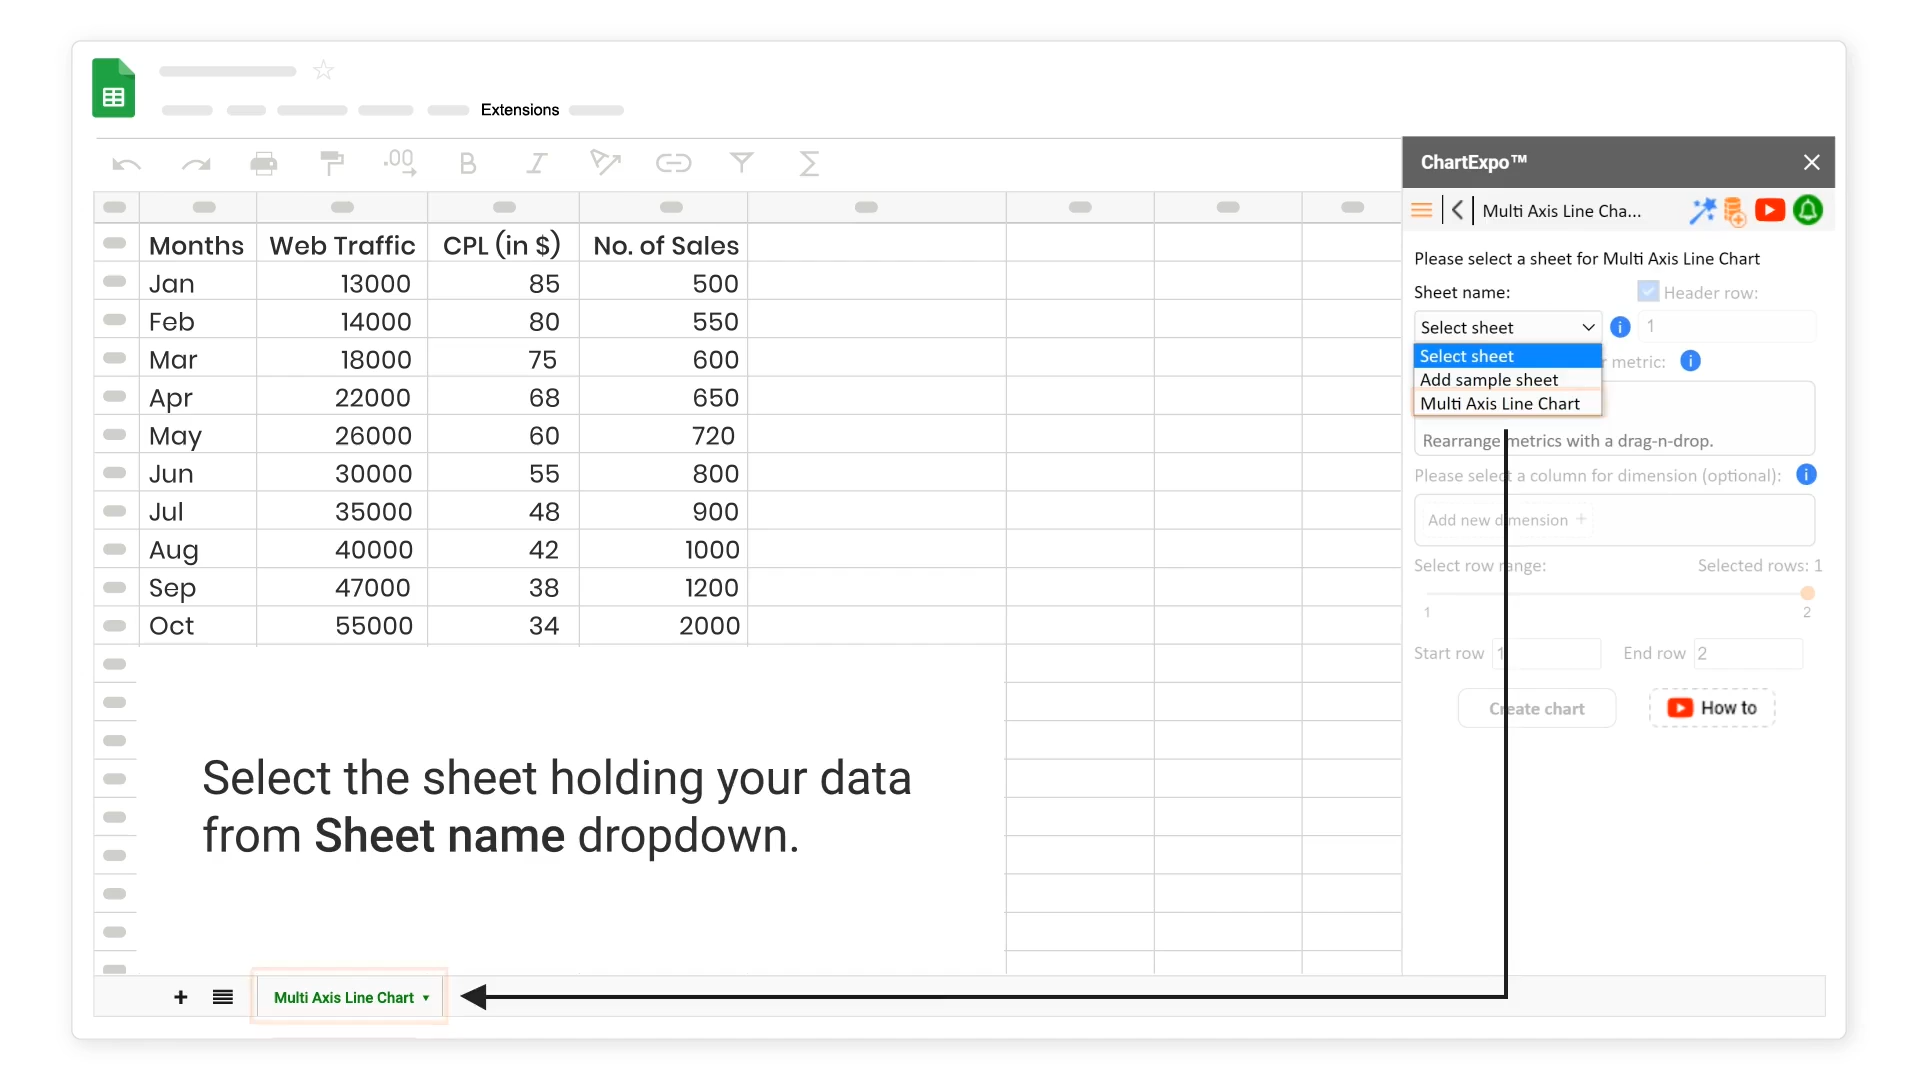 Extensions
.00
B
I
ChartExpo™
Multi Axis Line Cha...
Please select a sheet for Multi Axis Line Chart
Sheet name:
Header row:
Select sheet
1
Select sheet
r metric:
Add sample sheet
Multi Axis Line Chart
Rearrange metrics with a drag-n-drop.
Please select a column for dimension (optional):
Add new dimension +
Select row range:
Selected rows: 1
1
2
Start row 1
End row 2
Create chart
How to
Months Web Traffic CPL (in $) No. of Sales
Jan 13000 85 500
Feb 14000 80 550
Mar 18000 75 600
Apr 22000 68 650
May 26000 60 720
Jun 30000 55 800
Jul 35000 48 900
Aug 40000 42 1000
Sep 47000 38 1200
Oct 55000 34 2000
Select the sheet holding your data
from Sheet name dropdown.
Multi Axis Line Chart